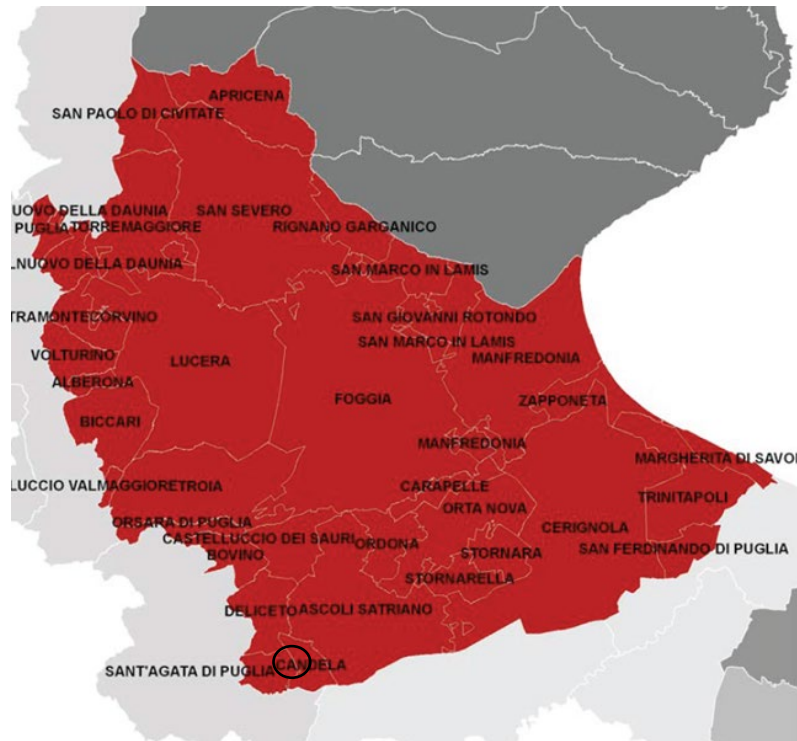 APRICENA
SAN PAOLO DI CIVITATE
UOVO DELLA DAUNIA
SAN SEVERO
PUGLIA
TORREMAGGIORE
RIGNANO GARGANICO
LNUOVO DELLA DAUNIA
SAN MARCO IN LAMIS
TRAMONTECORVINO
SAN GIOVANNI ROTONDO
SAN MARCO IN LAMIS
VOLTURINO
LUCERA
MANFREDONIA
ALBERONA
FOGGIA
ZAPPONETA
BICCARI
MANFREDONIA
MARGHERITA DI SAVOI
LUCCIO VALMAGGIORE
TROIA
CARAPELLE
TRINITAPOLI
ORTA NOVA
ORSARA DI PUGLIA
CERIGNOLA
CASTELLUCCIO DEI SAURI
ORDONA
SAN FERDINANDO DI PUGLIA
BOVINO
STORNARA
STORNARELLA
DELICETO
ASCOLI SATRIANO
CANDELA
SANT'AGATA DI PUGLIA